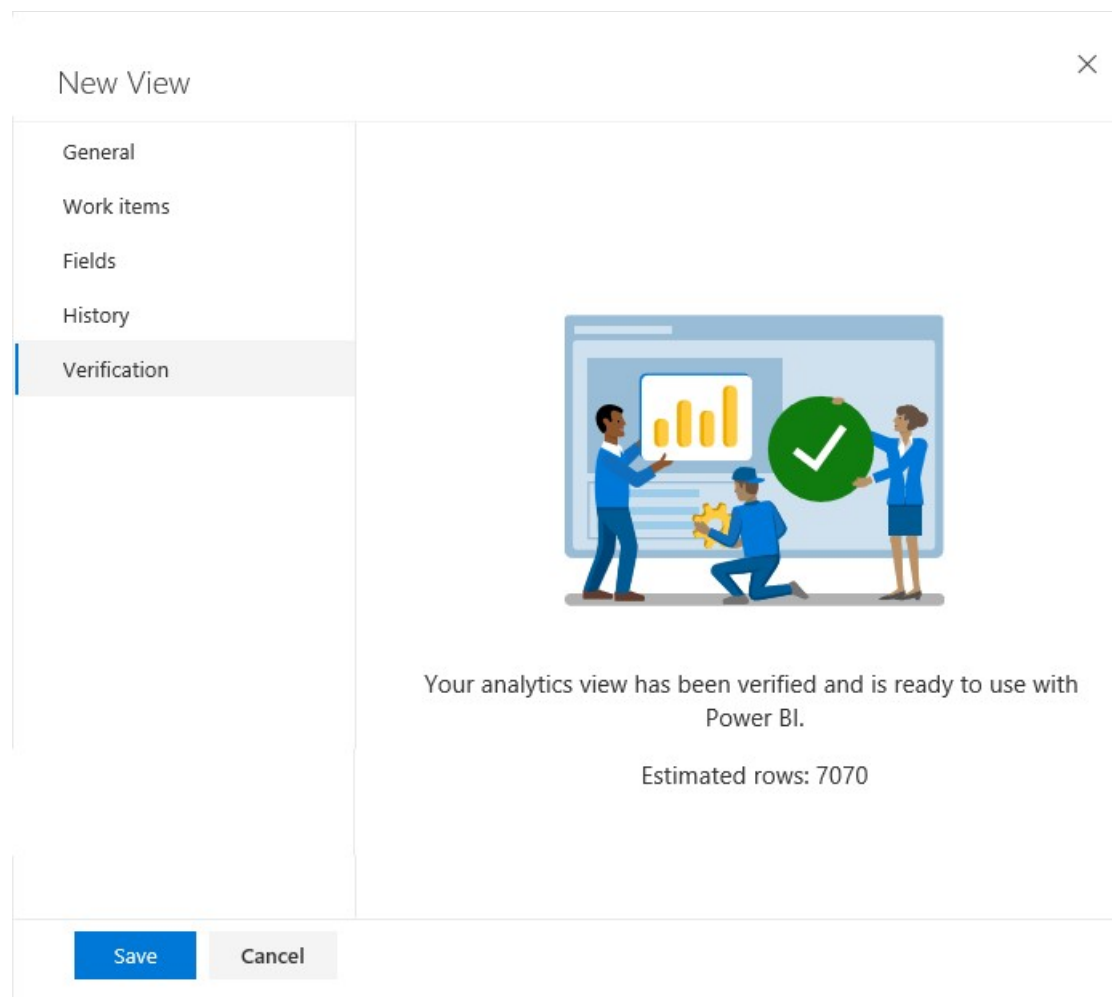 New View
General
Work items
Fields
History
Verification
Your analytics view has been verified and is ready to use with
Power BI.
Estimated rows: 7070
Save
Cancel